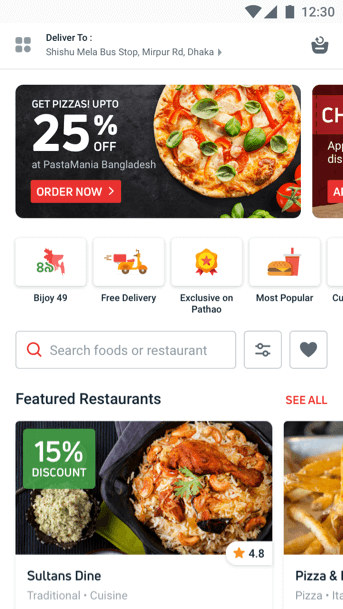 12:30
Deliver To :
Shishu Mela Bus Stop, Mirpur Rd, Dhaka
GET PIZZAS! UPTO
25% OFF
at PastaMania Bangladesh
ORDER NOW
CH
App
dis
Bijoy 49
Free Delivery
Exclusive on
Pathao
Most Popular
Cu
Search foods or restaurant
Featured Restaurants
SEE ALL
15%
DISCOUNT
4.8
Sultans Dine
Pizza &
Traditional • Cuisine
Pizza • Ita